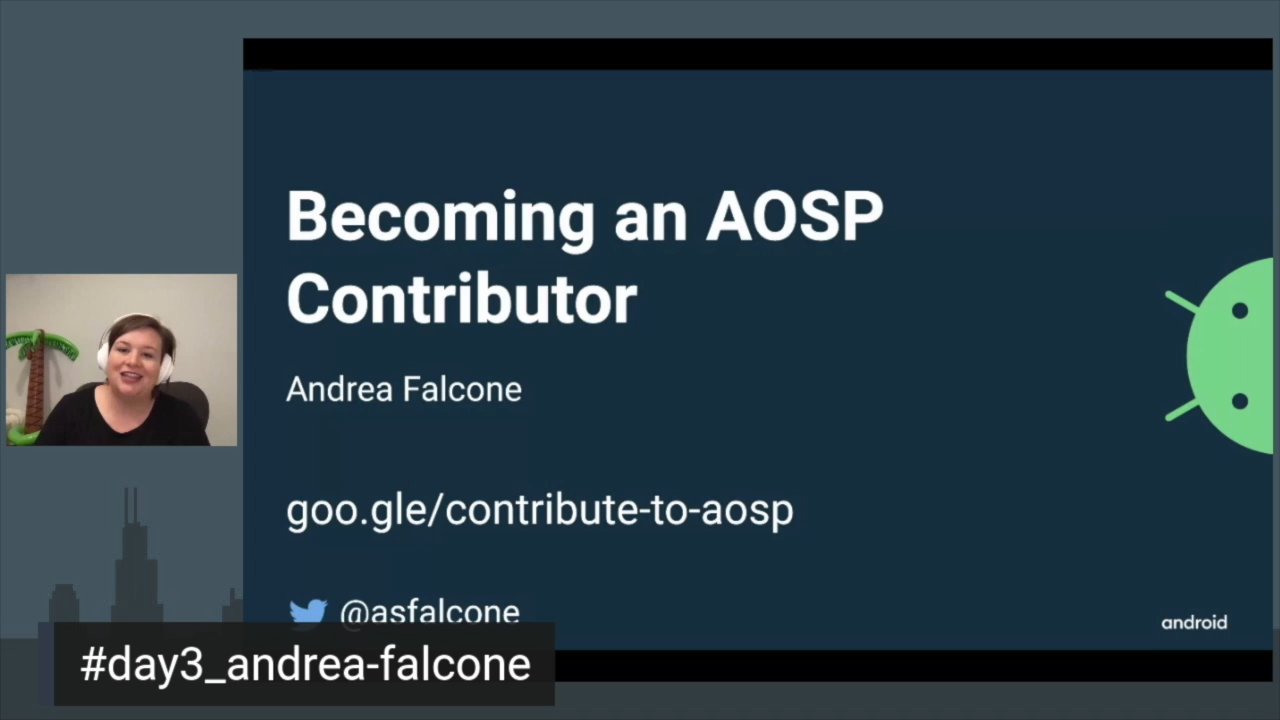 Becoming an AOSP
Contributor
Andrea Falcone
goo.gle/contribute-to-aosp
@asfalcone
android
#day3_andrea-falcone